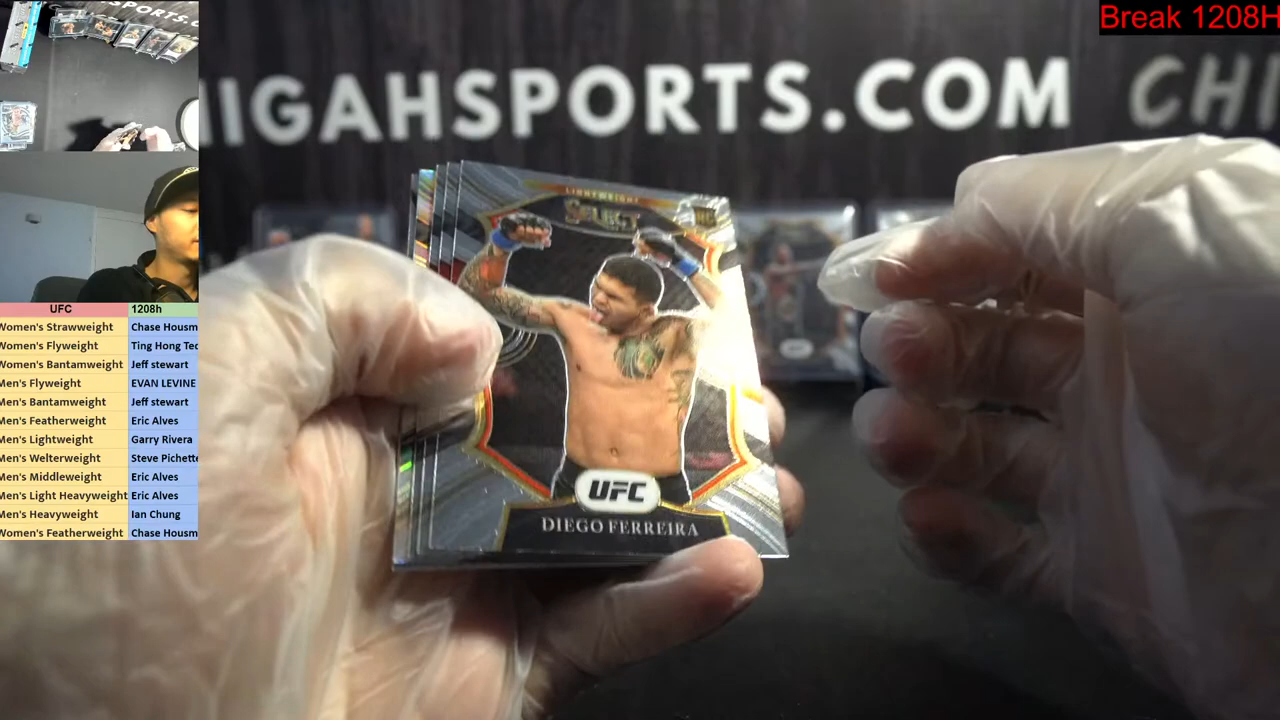 Break 1208H
IGAHSPORTS.COM CHI
LIGHTWEIGHT
SELECT
RC
UFC
DIEGO FERREIRA
UFC 1208h
Women's Strawweight Chase Housm
Women's Flyweight Ting Hong Teo
Women's Bantamweight Jeff stewart
Men's Flyweight EVAN LEVINE
Men's Bantamweight Jeff stewart
Men's Featherweight Eric Alves
Men's Lightweight Garry Rivera
Men's Welterweight Steve Pichette
Men's Middleweight Eric Alves
Men's Light Heavyweight Eric Alves
Men's Heavyweight Ian Chung
Women's Featherweight Chase Housm